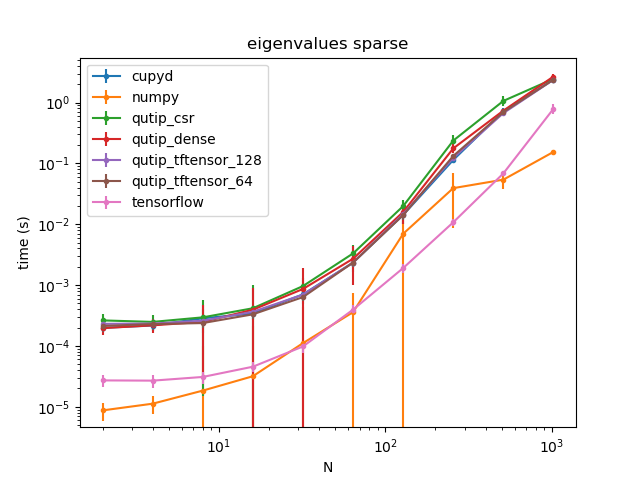 eigenvalues sparse
cupyd
numpy
qutip_csr
qutip_dense
qutip_tftensor_128
qutip_tftensor_64
tensorflow
time (s)
10⁰
10⁻¹
10⁻²
10⁻³
10⁻⁴
10⁻⁵
10¹
10²
10³
N